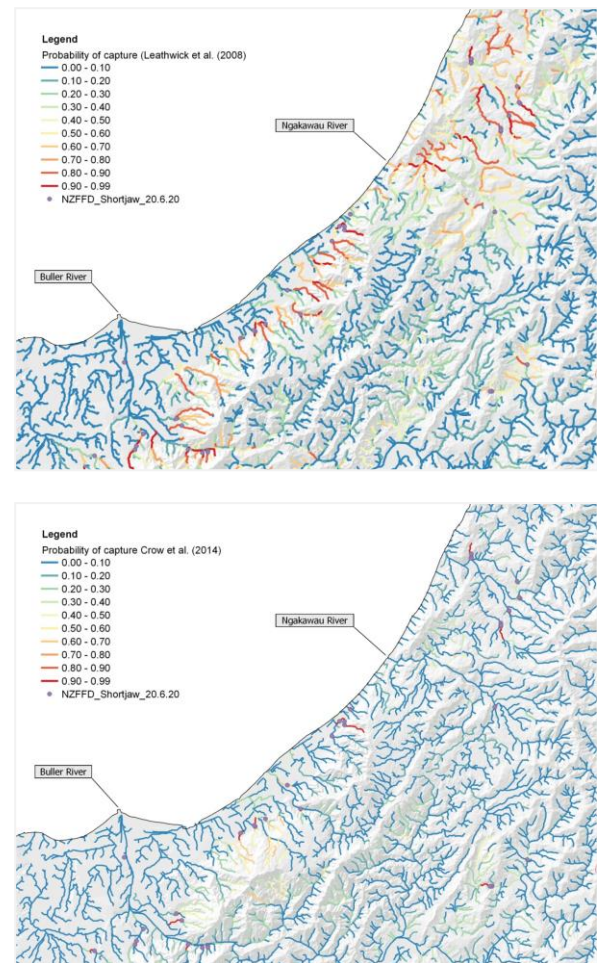 Legend
Probability of capture (Leathwick et al. (2008)
0.00 - 0.10
0.10 - 0.20
0.20 - 0.30
0.30 - 0.40
0.40 - 0.50
0.50 - 0.60
0.60 - 0.70
0.70 - 0.80
0.80 - 0.90
0.90 - 0.99
NZFFD_Shortjaw_20.6.20
Ngakawau River
Buller River
Legend
Probability of capture Crow et al. (2014)
0.00 - 0.10
0.10 - 0.20
0.20 - 0.30
0.30 - 0.40
0.40 - 0.50
0.50 - 0.60
0.60 - 0.70
0.70 - 0.80
0.80 - 0.90
0.90 - 0.99
NZFFD_Shortjaw_20.6.20
Ngakawau River
Buller River